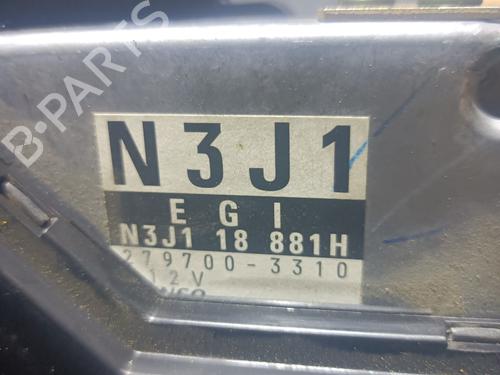 B-PARTS
N3J1
EGI
N3J1 18 881H
279700-3310
12V